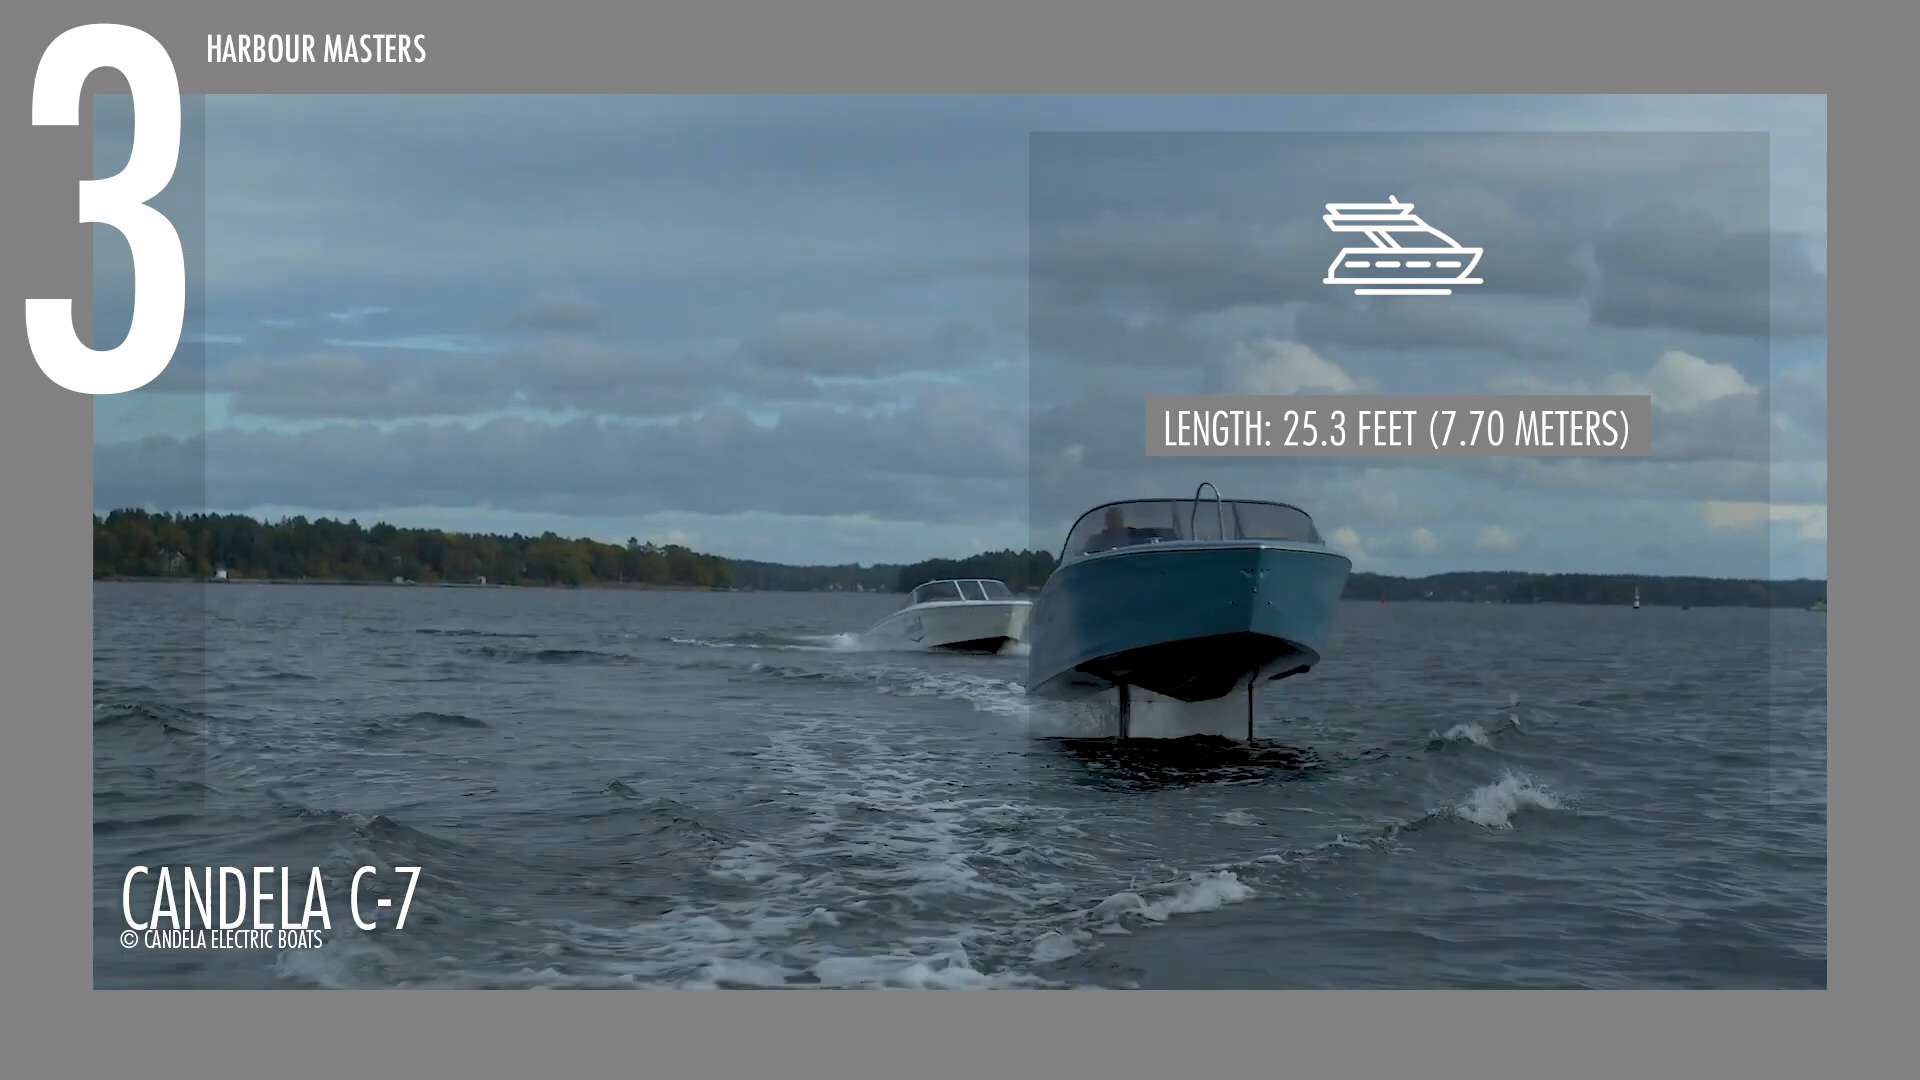 3
HARBOUR MASTERS
LENGTH: 25.3 FEET (7.70 METERS)
CANDELA C-7
© CANDELA ELECTRIC BOATS